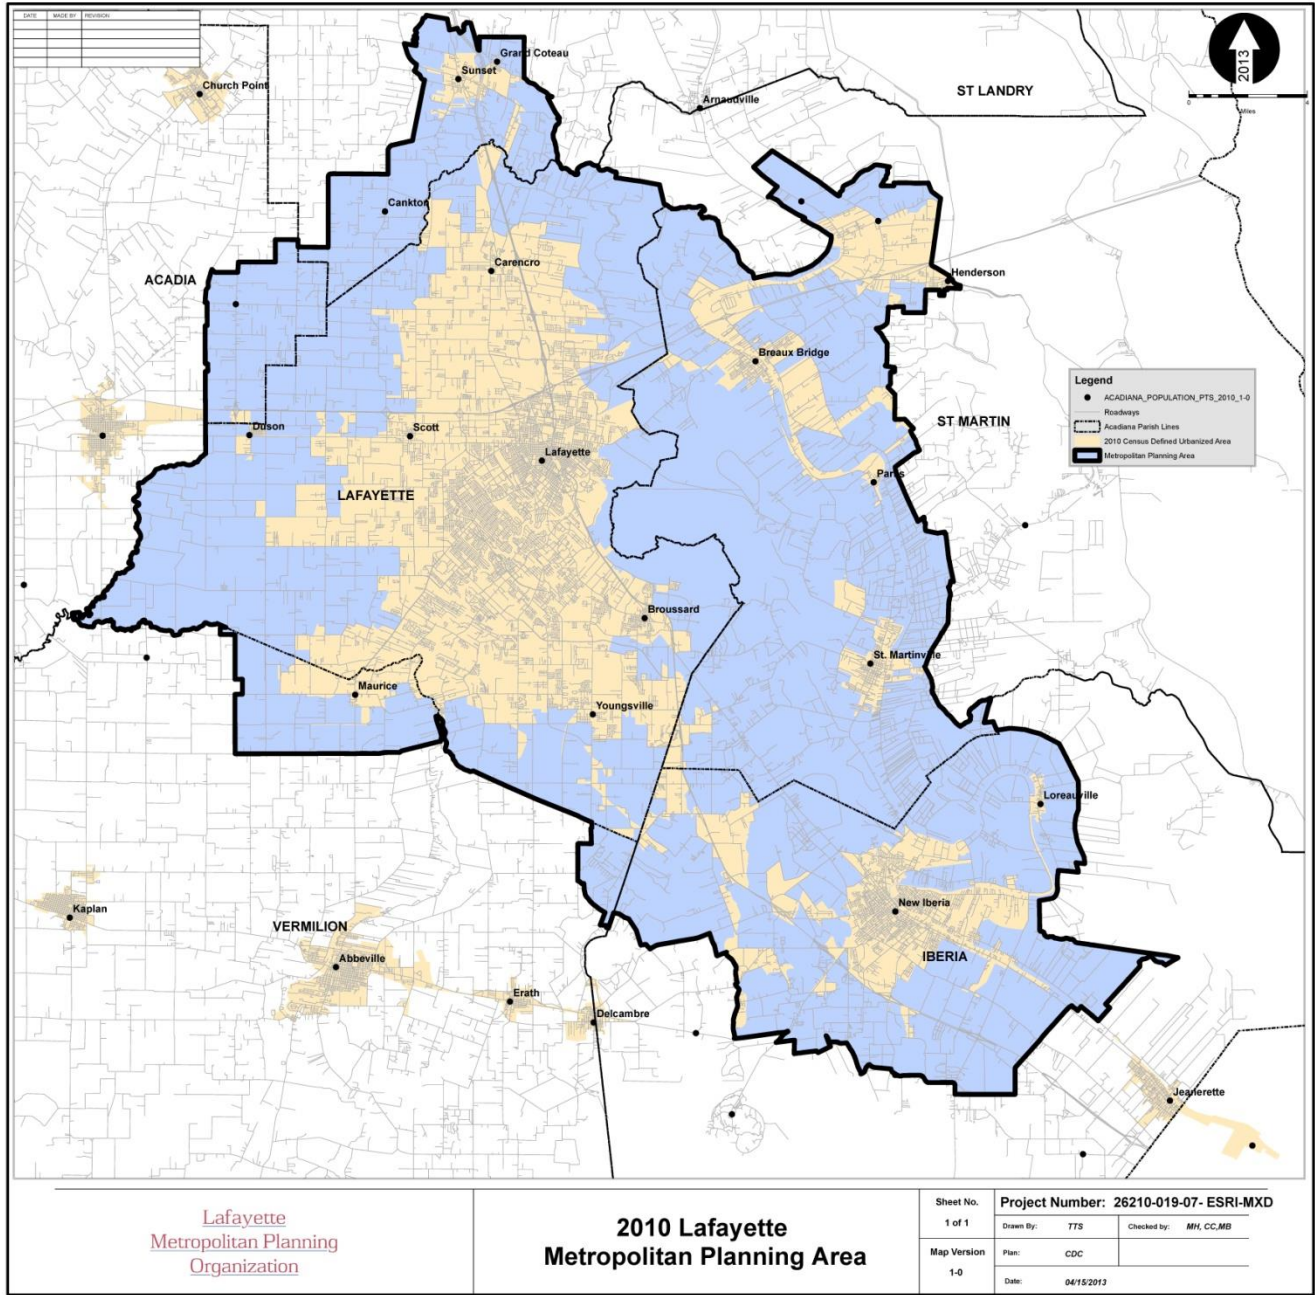 DATE MADE BY REVISION
2013
0 4
Miles
Grand Coteau
Sunset
Church Point
Arnaudville
ST LANDRY
Cankton
Carencro
Henderson
ACADIA
Breaux Bridge
Legend
ACADIANA_POPULATION_PTS_2010_1-0
Roadways
Acadiana Parish Lines
2010 Census Defined Urbanized Area
Metropolitan Planning Area
ST MARTIN
Duson
Scott
Lafayette
Parks
LAFAYETTE
Broussard
St. Martinville
Maurice
Youngsville
Loreauville
Kaplan
New Iberia
VERMILION
Abbeville
IBERIA
Erath
Delcambre
Jeanerette
Lafayette
Metropolitan Planning
Organization
2010 Lafayette
Metropolitan Planning Area
Sheet No.
1 of 1
Map Version
1-0
Project Number: 26210-019-07- ESRI-MXD
Drawn By: TTS Checked by: MH, CC,MB
Plan: CDC
Date: 04/15/2013